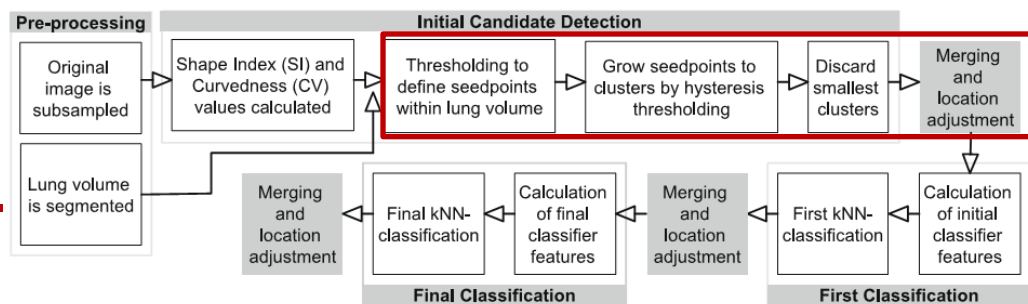 Pre-processing
Initial Candidate Detection
Original
image is
subsampled
Shape Index (SI) and
Curvedness (CV)
values calculated
Thresholding to
define seedpoints
within lung volume
Grow seedpoints to
clusters by hysteresis
thresholding
Discard
smallest
clusters
Merging
and
location
adjustment
Lung volume
is segmented
Merging
and
location
adjustment
Final kNN-
classification
Calculation
of final
classifier
features
Merging
and
location
adjustment
First kNN-
classification
Calculation
of initial
classifier
features
Final Classification
First Classification